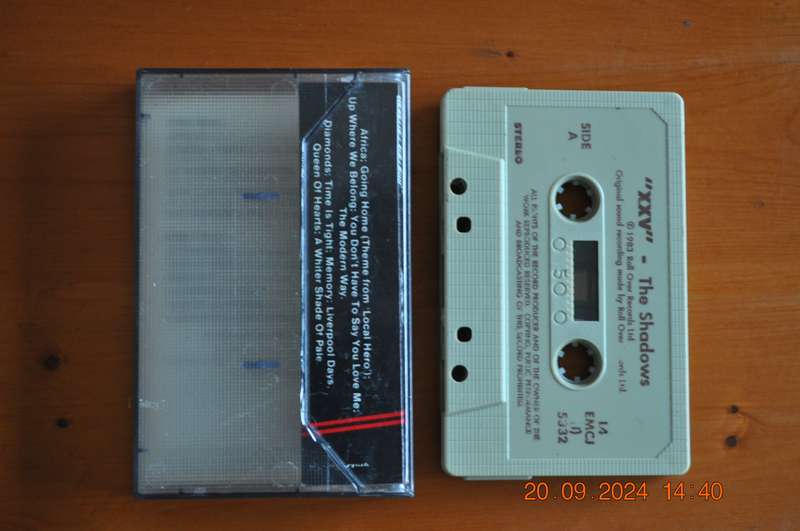 Africa; Going Home (Theme from 'Local Hero');
Up Where We Belong; You Don't Have To Say You Love Me;
The Modern Way.
Diamonds; Time Is Tight; Memory; Liverpool Days.
Queen Of Hearts; A Whiter Shade Of Pale.
"XXV" - The Shadows
℗ 1983 Roll Over Records Ltd.
Original sound recording made by Roll Over ords Ltd.
SIDE
A
STEREO
0 50 0
EMCJ
5332
ALL RIGHTS OF THE RECORD PRODUCER AND OF THE OWNER OF THE
WORK REPRODUCED RESERVED. COPYING, PUBLIC PERFORMANCE
AND BROADCASTING OF THIS RECORD PROHIBITED
20.09.2024 14:40